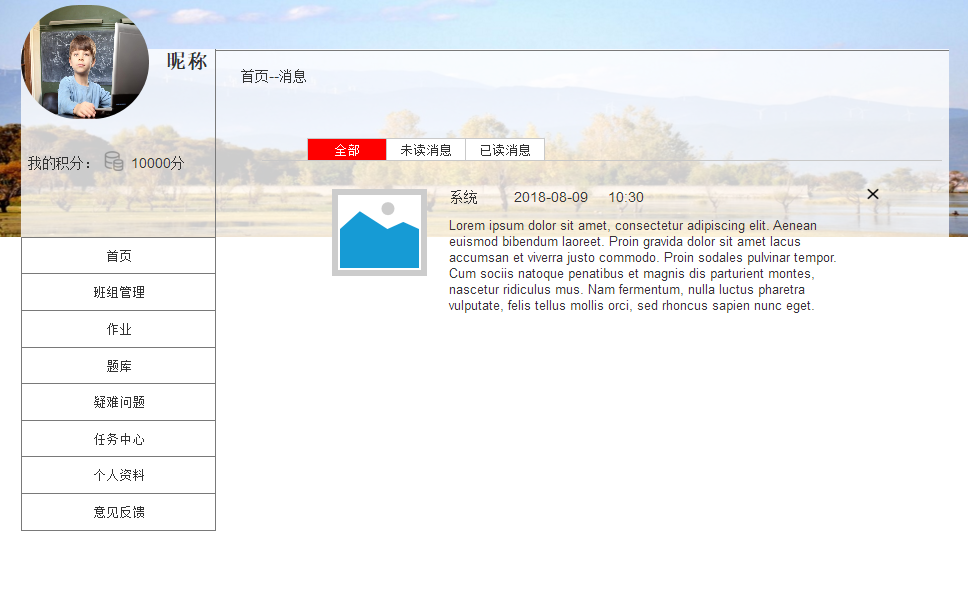 昵称
首页--消息
我的积分：
10000分
全部
未读消息
已读消息
系统
2018-08-09
10:30
Lorem ipsum dolor sit amet, consectetur adipiscing elit. Aenean
euismod bibendum laoreet. Proin gravida dolor sit amet lacus
accumsan et viverra justo commodo. Proin sodales pulvinar tempor.
Cum sociis natoque penatibus et magnis dis parturient montes,
nascetur ridiculus mus. Nam fermentum, nulla luctus pharetra
vulputate, felis tellus mollis orci, sed rhoncus sapien nunc eget.
首页
班组管理
作业
题库
疑难问题
任务中心
个人资料
意见反馈